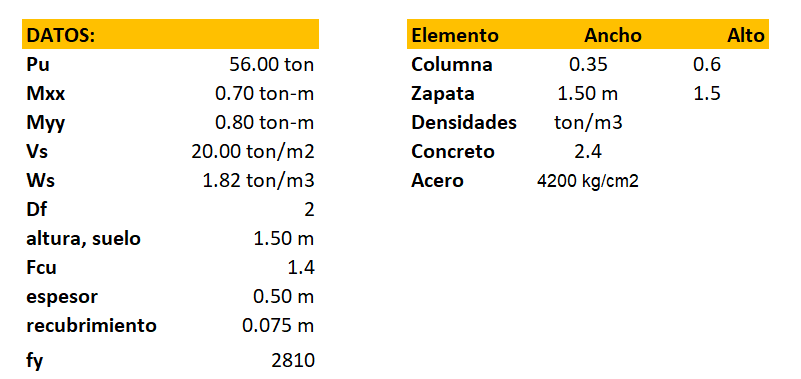 DATOS:
Pu 56.00 ton
Mxx 0.70 ton-m
Myy 0.80 ton-m
Vs 20.00 ton/m2
Ws 1.82 ton/m3
Df 2
altura, suelo 1.50 m
Fcu 1.4
espesor 0.50 m
recubrimiento 0.075 m
fy 2810
Elemento Ancho Alto
Columna 0.35 0.6
Zapata 1.50 m 1.5
Densidades ton/m3
Concreto 2.4
Acero 4200 kg/cm2